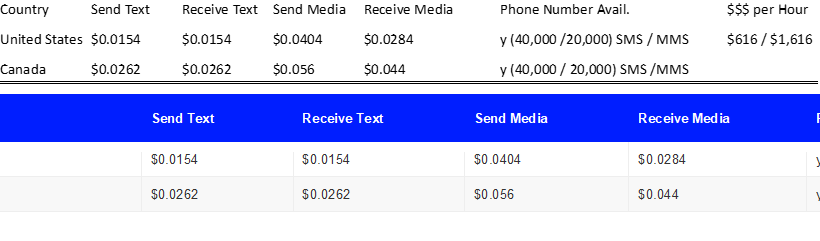 Country Send Text Receive Text Send Media Receive Media Phone Number Avail. $$$ per Hour
United States $0.0154 $0.0154 $0.0404 $0.0284 y (40,000 /20,000) SMS / MMS $616 / $1,616
Canada $0.0262 $0.0262 $0.056 $0.044 y (40,000 / 20,000) SMS /MMS
Send Text Receive Text Send Media Receive Media
$0.0154 $0.0154 $0.0404 $0.0284
$0.0262 $0.0262 $0.056 $0.044